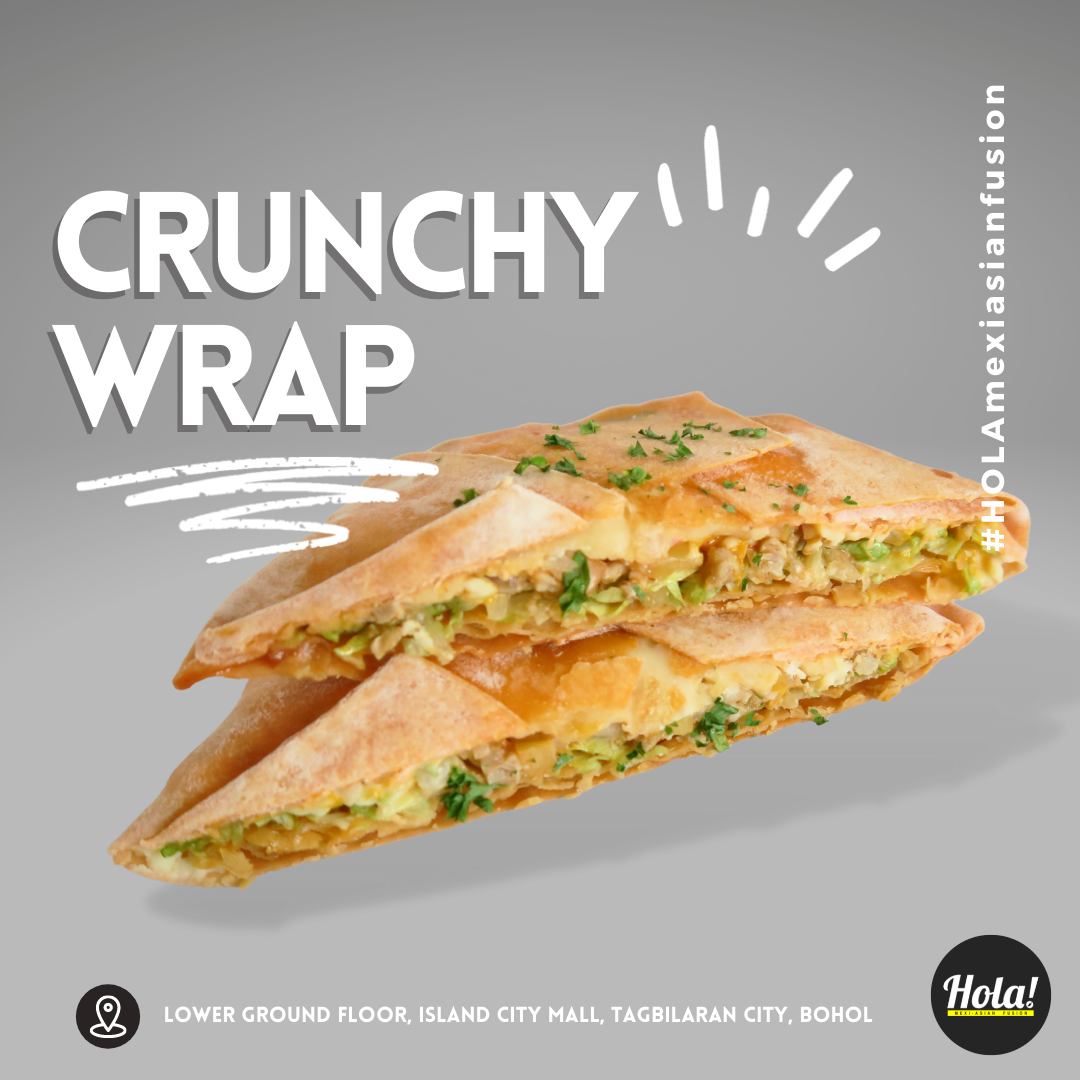 CRUNCHY
WRAP
#HOLAmexiasianfusion
LOWER GROUND FLOOR, ISLAND CITY MALL, TAGBILARAN CITY, BOHOL
Hola!
MEXI-ASIAN FUSION